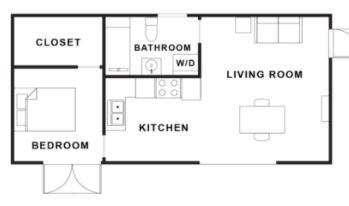 CLOSET
BATHROOM
W/D
LIVING ROOM
KITCHEN
BEDROOM